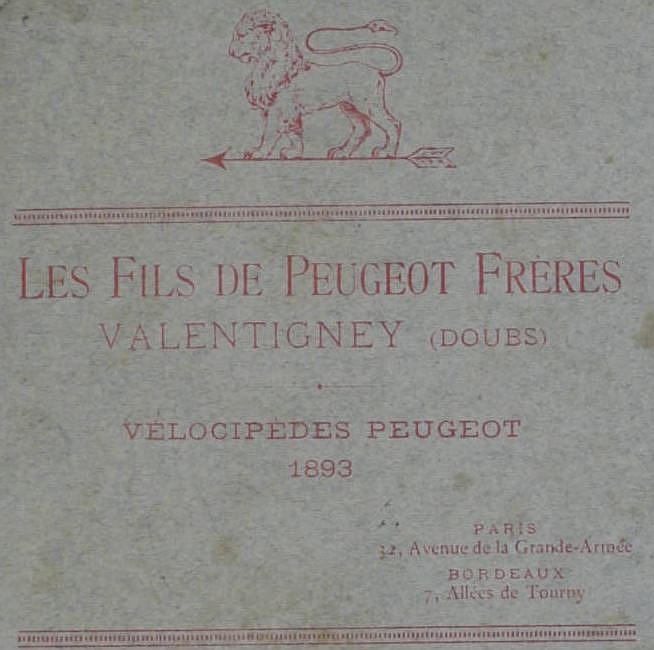 LES FILS DE PEUGEOT FRÈRES
VALENTIGNEY (DOUBS)
VÉLOCIPÈDES PEUGEOT
1893
PARIS
32, Avenue de la Grande-Armée
BORDEAUX
7, Allées de Tourny